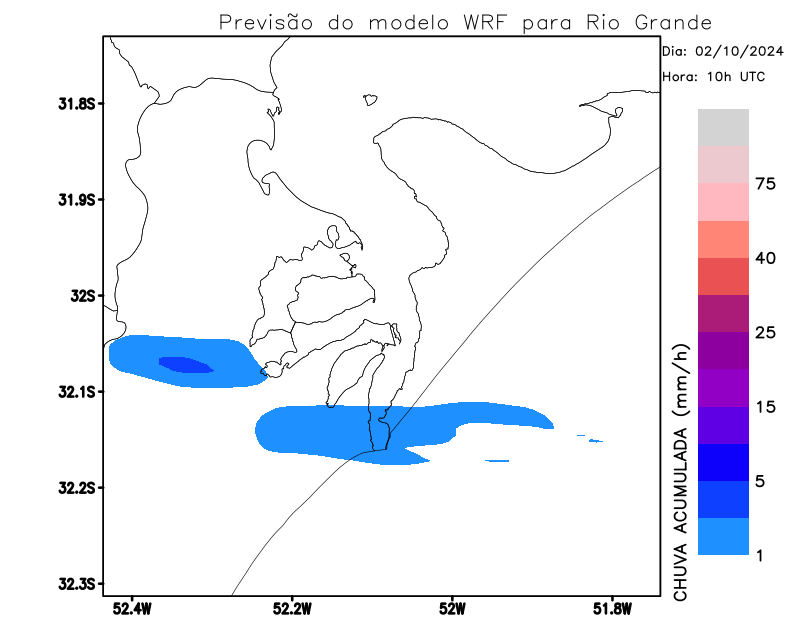 Previsão do modelo WRF para Rio Grande
Dia: 02/10/2024
Hora: 10h UTC
31.8S
31.9S
32S
32.1S
32.2S
32.3S
52.4W
52.2W
52W
51.8W
75
40
25
15
5
1
CHUVA ACUMULADA (mm/h)